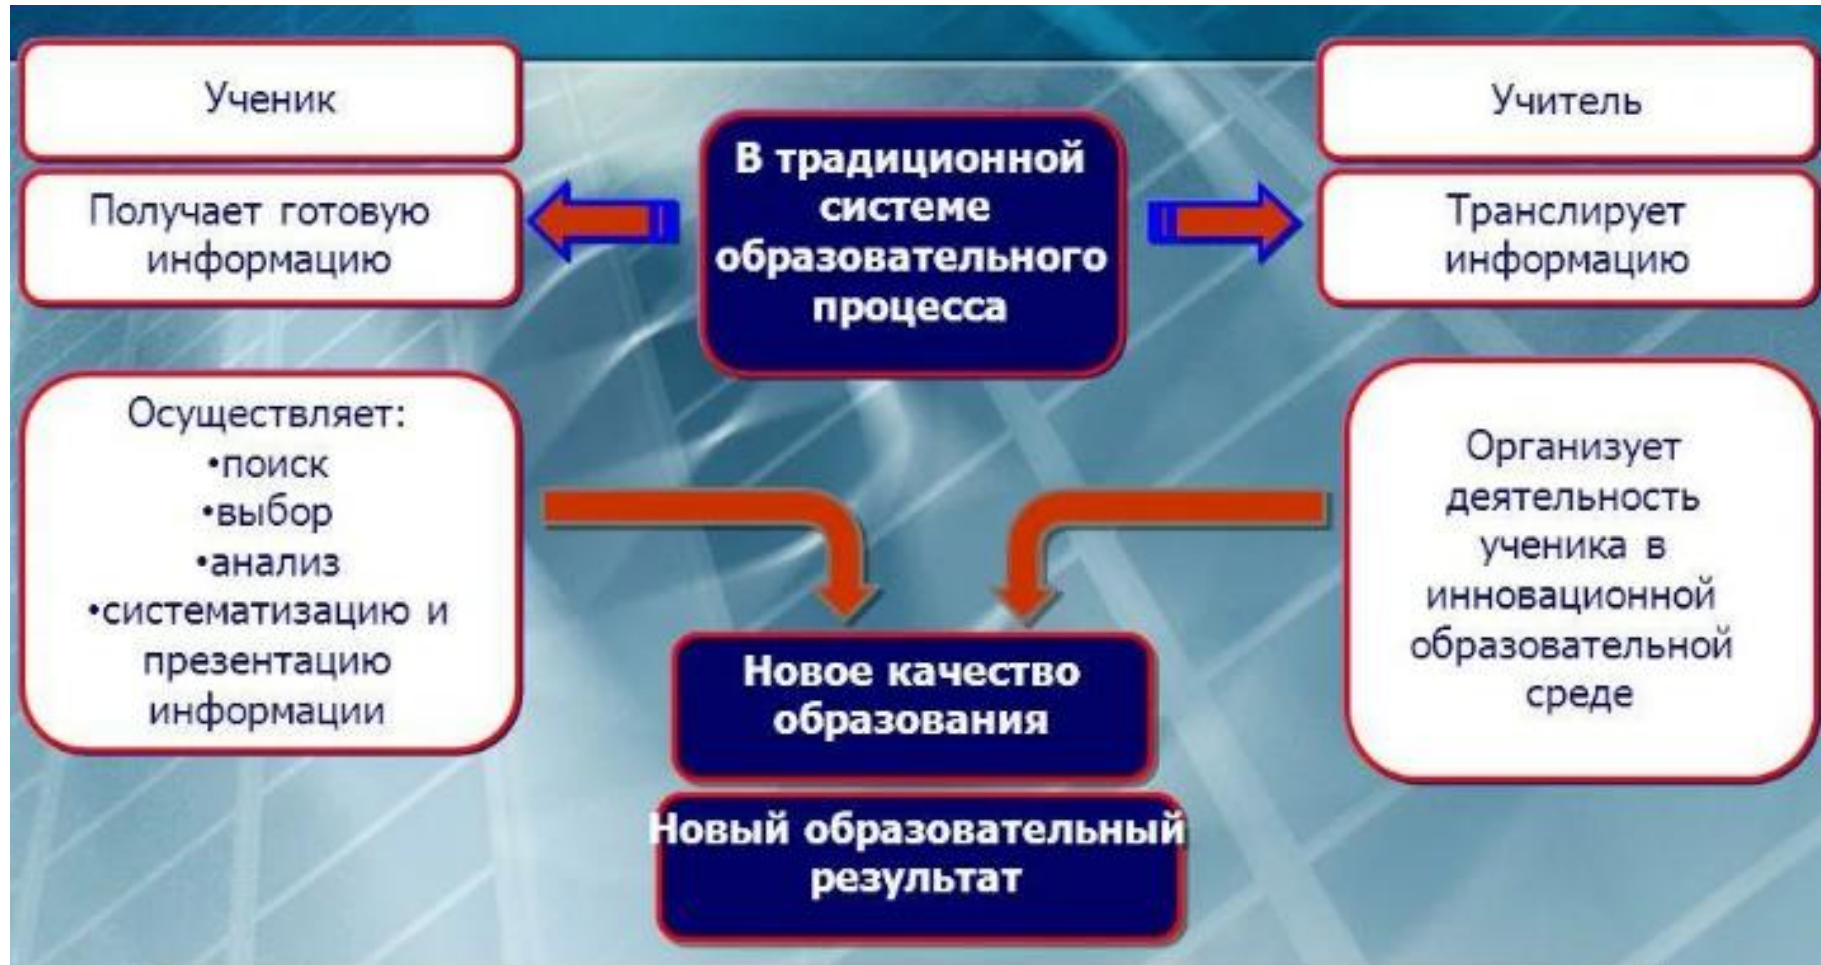 Ученик
Получает готовую
информацию
Осуществляет:
•поиск
•выбор
•анализ
•систематизацию и
презентацию
информации
В традиционной
системе
образовательного
процесса
Новое качество
образования
Новый образовательный
результат
Учитель
Транслирует
информацию
Организует
деятельность
ученика в
инновационной
образовательной
среде